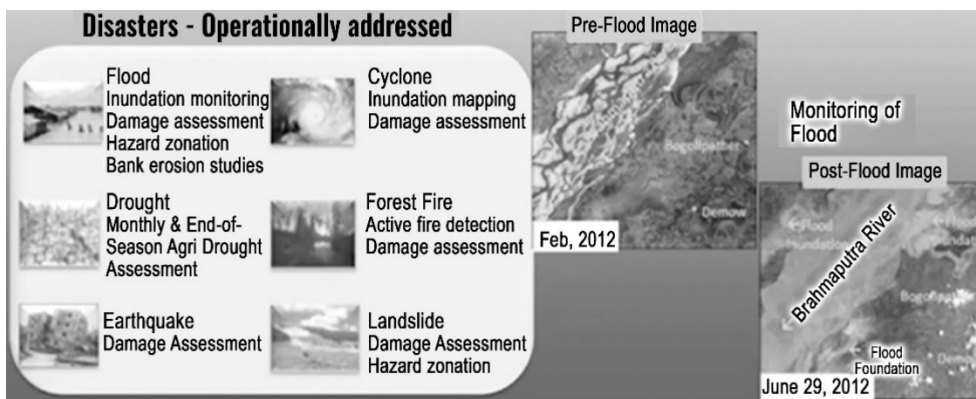 Disasters - Operationally addressed
Flood
Inundation monitoring
Damage assessment
Hazard zonation
Bank erosion studies
Cyclone
Inundation mapping
Damage assessment
Drought
Monthly & End-of-
Season Agri Drought
Assessment
Forest Fire
Active fire detection
Damage assessment
Earthquake
Damage Assessment
Landslide
Damage Assessment
Hazard zonation
Pre-Flood Image
Demow
Feb, 2012
Monitoring of
Flood
Post-Flood Image
Flood
Brahmaputra River
Flood
Foundation
June 29, 2012